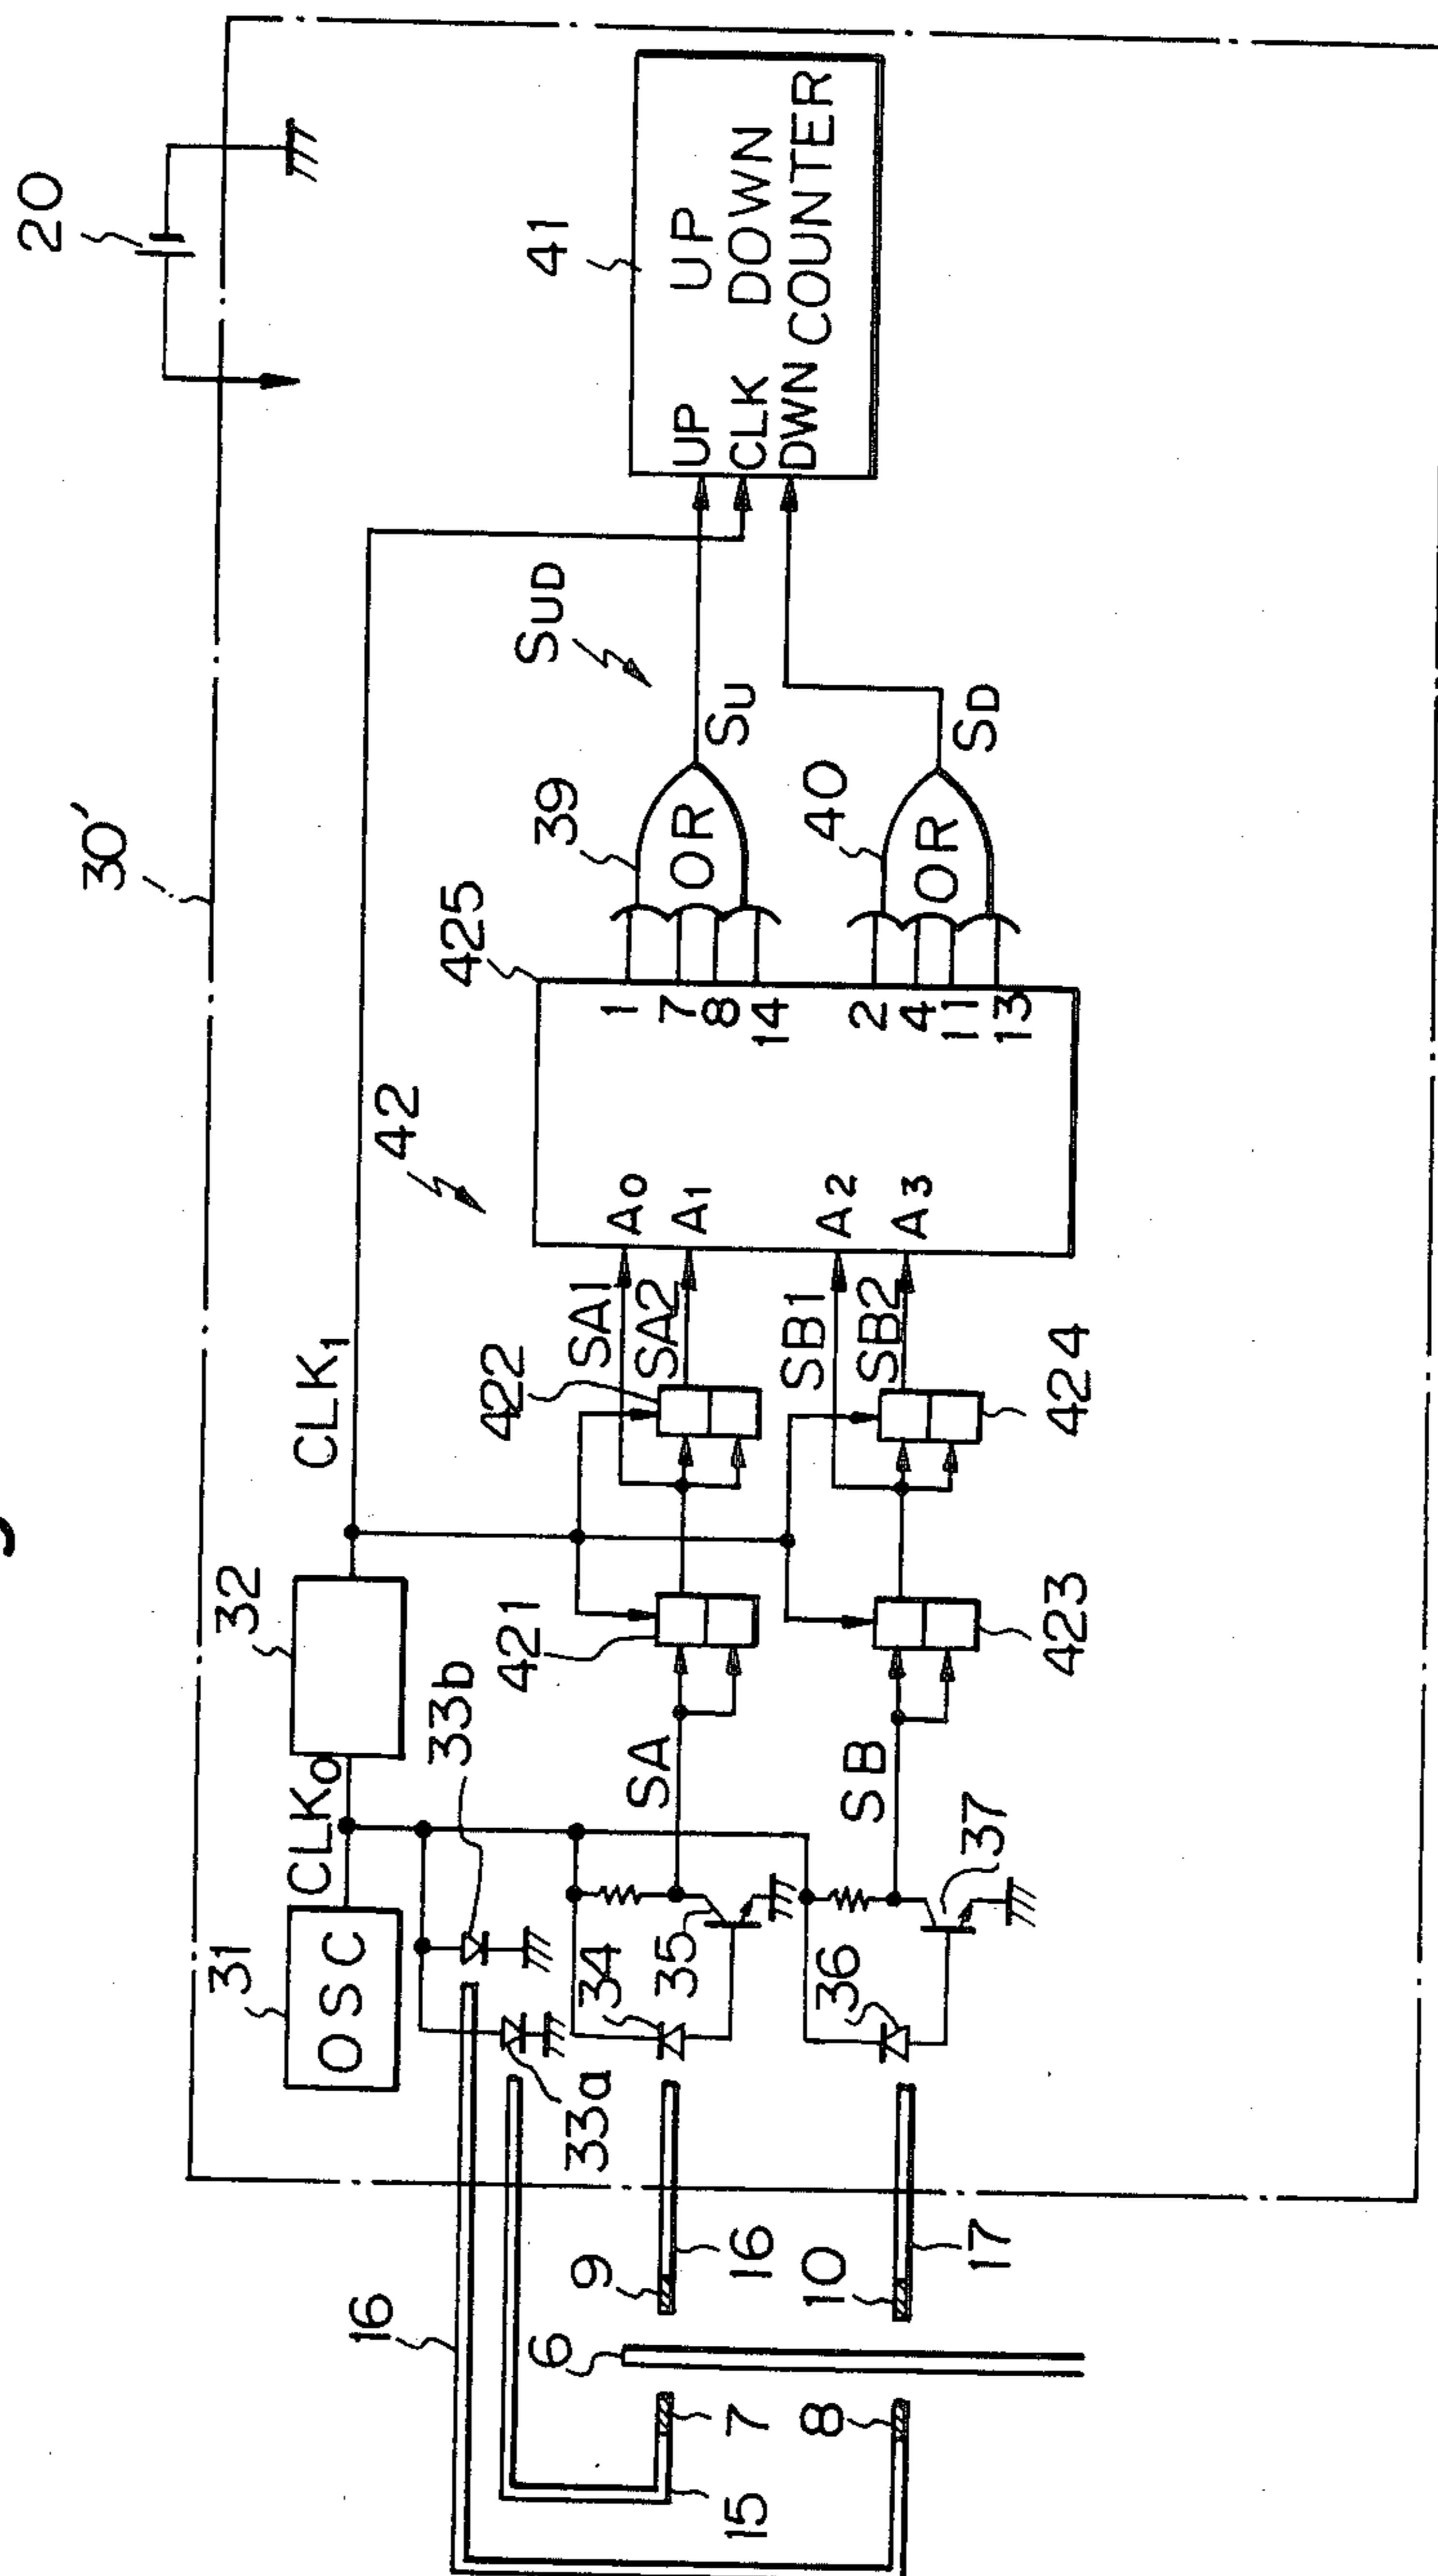 20
30'
31
OSC
CLK0
32
CLK1
33b
33a
34
35
36
37
SA
SB
421
422
423
424
SA1
SA2
SB1
SB2
42
425
A0
A1
A2
A3
1
7
8
14
2
4
11
13
39
OR
40
OR
SU
SD
SUD
41
UP
CLK
DWN
UP
DOWN
COUNTER
16
15
7
8
6
9
10
16
17